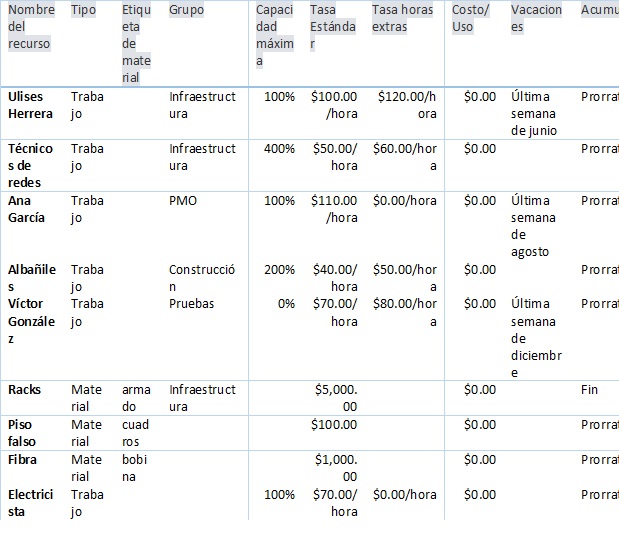 Nombre del recurso Tipo Etiqueta de material Grupo Capacidad máxima Tasa Estándar Tasa horas extras Costo/Uso Vacaciones Acumu
Ulises Herrera Trabajo Infraestructura 100% $100.00/hora $120.00/hora $0.00 Última semana de junio Prorrat
Técnicos de redes Trabajo Infraestructura 400% $50.00/hora $60.00/hora $0.00 Prorrat
Ana García Trabajo PMO 100% $110.00/hora $0.00/hora $0.00 Última semana de agosto Prorrat
Albañiles Trabajo Construcción 200% $40.00/hora $50.00/hora $0.00 Prorrat
Víctor González Trabajo Pruebas 0% $70.00/hora $80.00/hora $0.00 Última semana de diciembre Prorrat
Racks Material armado Infraestructura $5,000.00 $0.00 Fin
Piso falso Material cuadros $100.00 $0.00 Prorrat
Fibra Material bobina $1,000.00 $0.00 Prorrat
Electricista Trabajo 100% $70.00/hora $0.00/hora $0.00 Prorrat